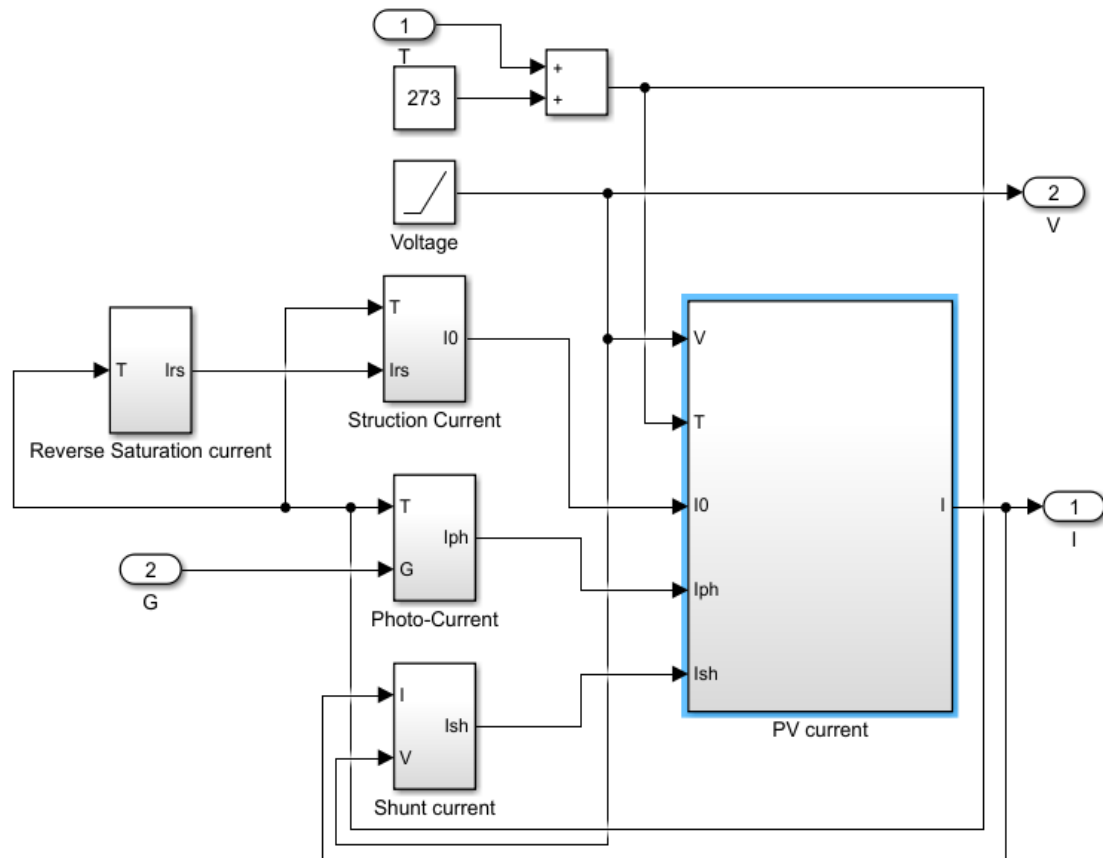 1
T
+
+
273
Voltage
2
V
T
I0
Irs
Struction Current
T
Irs
Reverse Saturation current
V
T
I0
Iph
Ish
I
PV current
1
I
T
Iph
G
Photo-Current
2
G
I
Ish
V
Shunt current